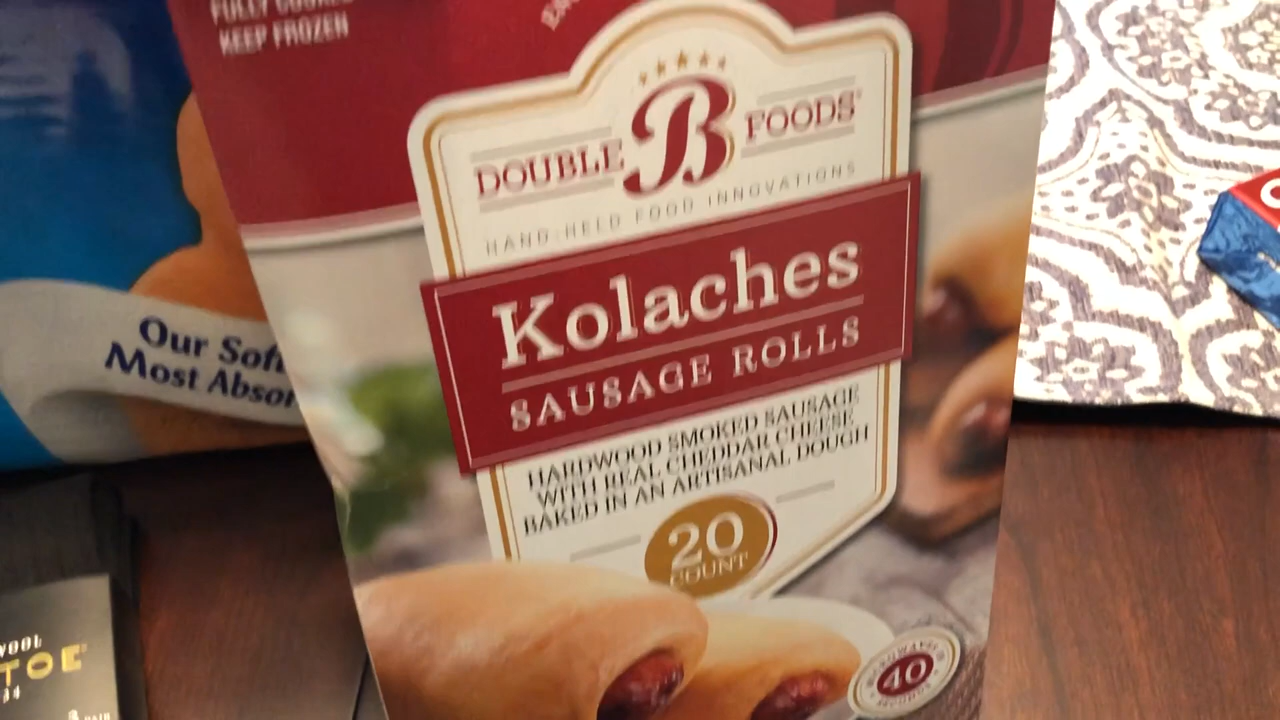 FULLY COOKED
KEEP FROZEN
DOUBLE B FOODS
HAND-HELD FOOD INNOVATIONS
Kolaches
SAUSAGE ROLLS
HARDWOOD SMOKED SAUSAGE
WITH REAL CHEDDAR CHEESE
BAKED IN AN ARTISANAL DOUGH
20
COUNT
40
Our Soft
Most Absor
WOOL
TOE